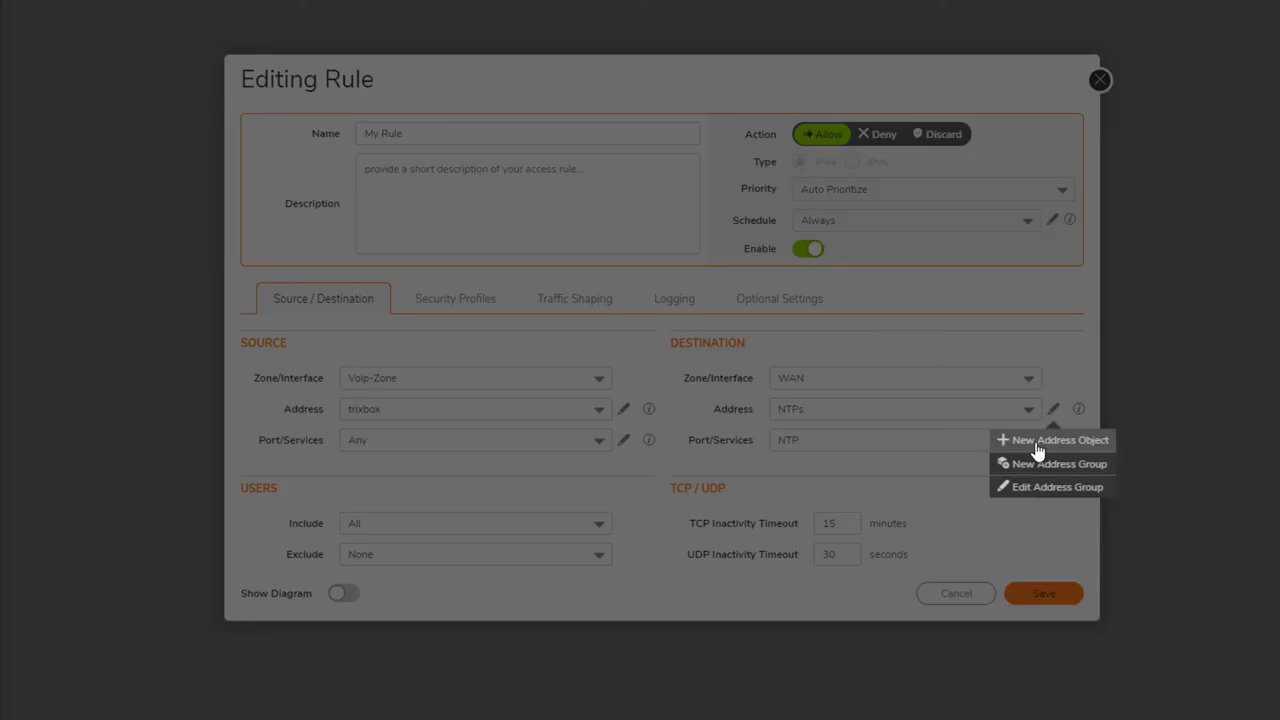 Editing Rule
Name My Rule
Description provide a short description of your access rule...
Action Allow Deny Discard
Type IPv4 IPv6
Priority Auto Prioritize
Schedule Always
Enable
Source / Destination Security Profiles Traffic Shaping Logging Optional Settings
SOURCE
Zone/Interface Voip-Zone
Address trixbox
Port/Services Any
DESTINATION
Zone/Interface WAN
Address NTPs
Port/Services NTP
New Address Object
New Address Group
Edit Address Group
USERS
Include All
Exclude None
TCP / UDP
TCP Inactivity Timeout 15 minutes
UDP Inactivity Timeout 30 seconds
Show Diagram
Cancel Save